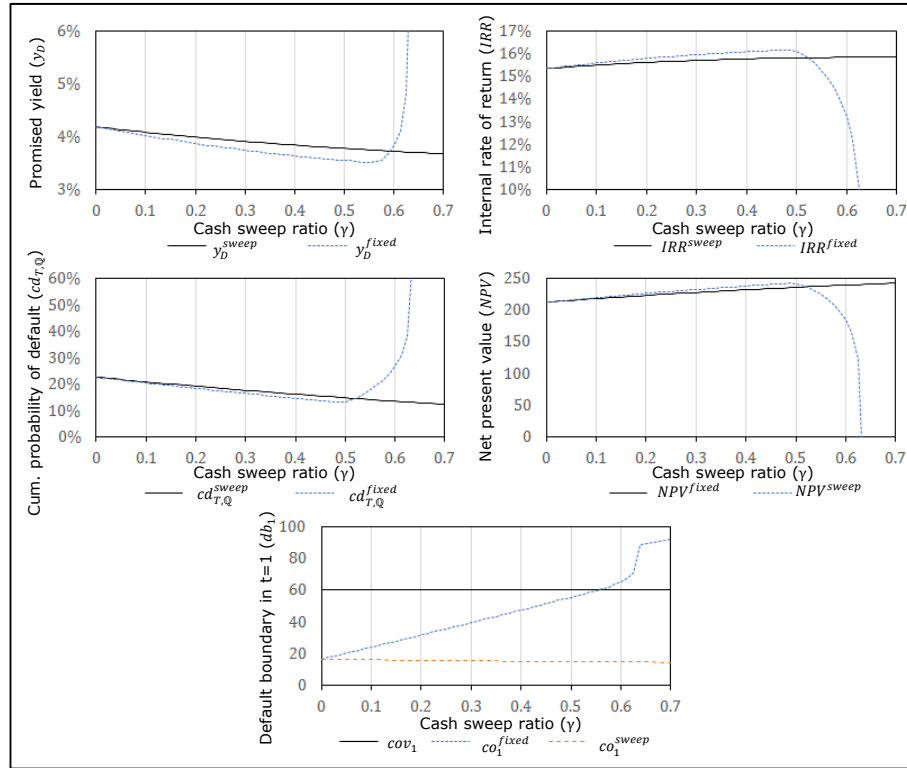 Promised yield (y_D)
6%
5%
4%
3%
0 0.1 0.2 0.3 0.4 0.5 0.6 0.7
Cash sweep ratio (γ)
y_D^sweep y_D^fixed
Internal rate of return (IRR)
17%
16%
15%
14%
13%
12%
11%
10%
0 0.1 0.2 0.3 0.4 0.5 0.6 0.7
Cash sweep ratio (γ)
IRR^sweep IRR^fixed
Cum. probability of default (cd_T,ℚ)
60%
50%
40%
30%
20%
10%
0%
0 0.1 0.2 0.3 0.4 0.5 0.6 0.7
Cash sweep ratio (γ)
cd_T,ℚ^sweep cd_T,ℚ^fixed
Net present value (NPV)
250
200
150
100
50
0
0 0.1 0.2 0.3 0.4 0.5 0.6 0.7
Cash sweep ratio (γ)
NPV^fixed NPV^sweep
Default boundary in t=1 (db_1)
100
80
60
40
20
0
0 0.1 0.2 0.3 0.4 0.5 0.6 0.7
Cash sweep ratio (γ)
cov_1 co_1^fixed co_1^sweep